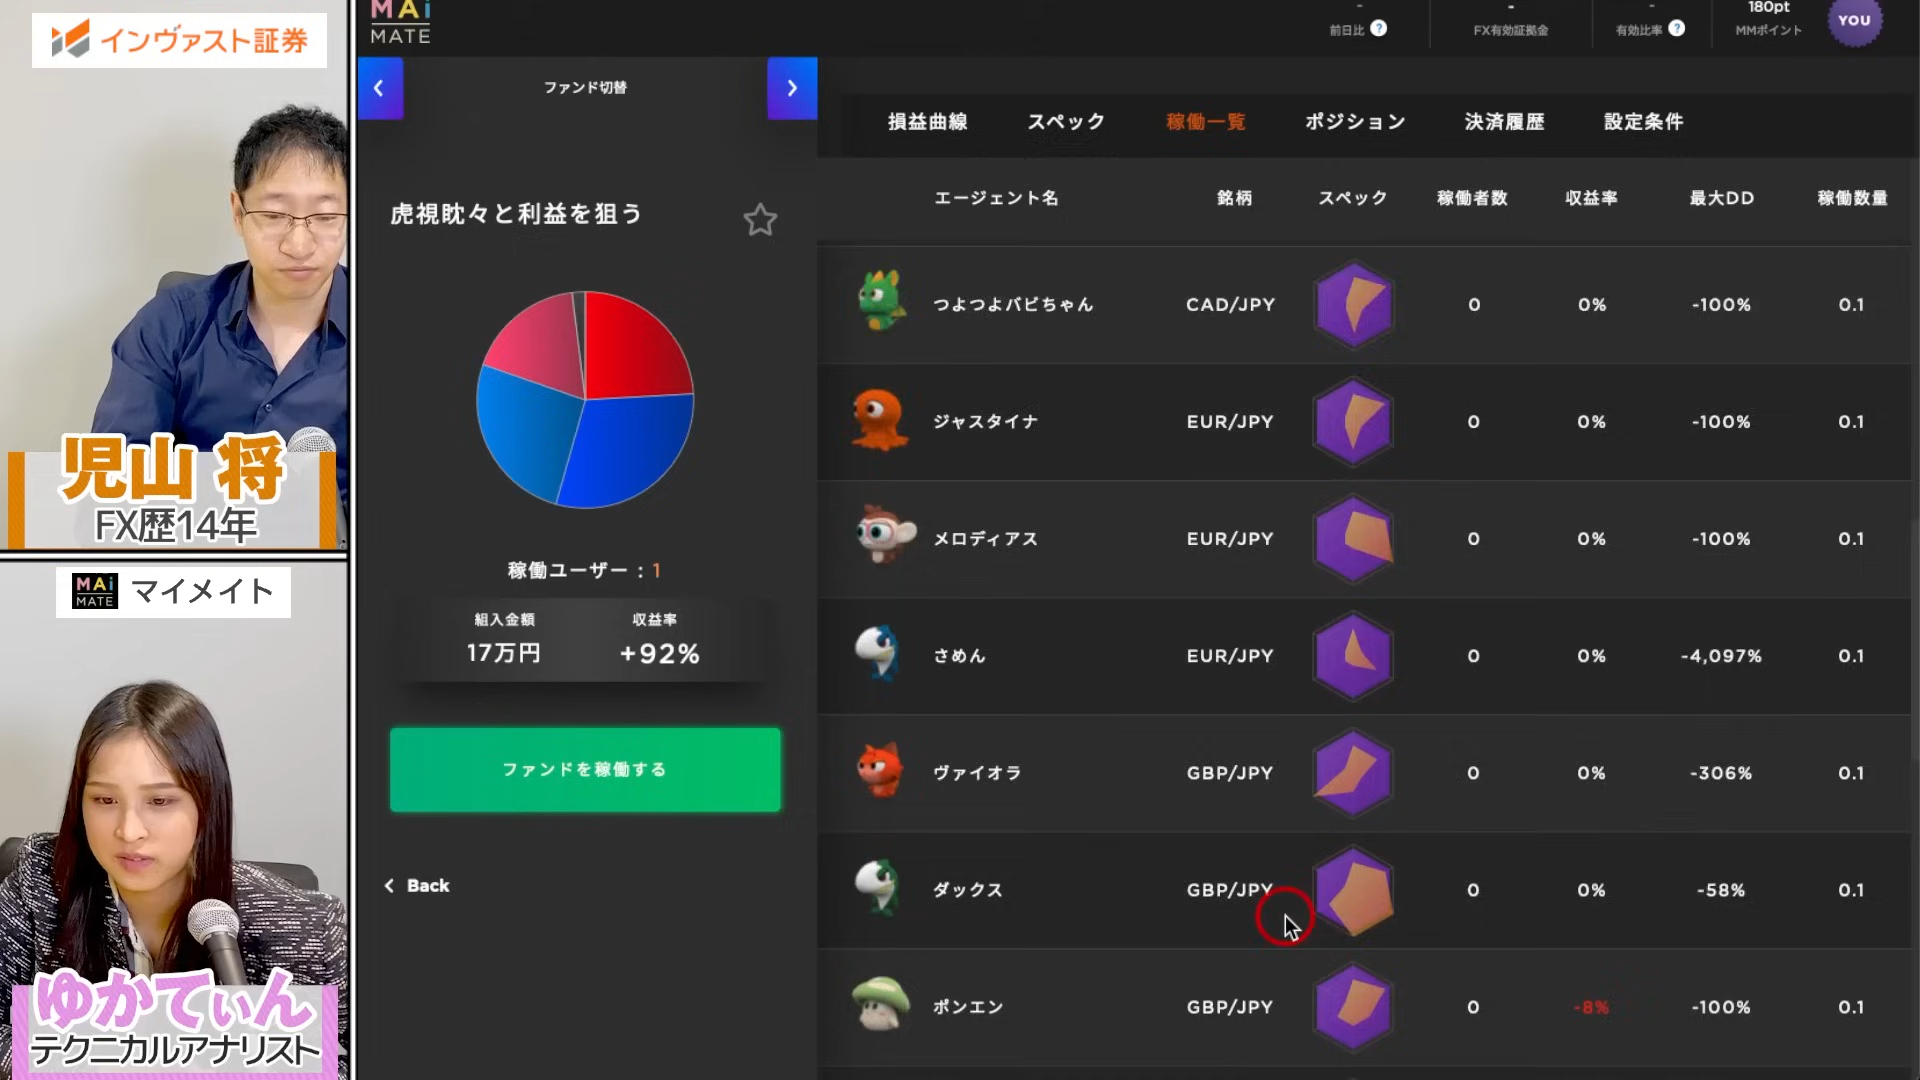 インヴァスト証券
児山 将
FX歴14年
MAi
MATE
マイメイト
ゆかてぃん
テクニカルアナリスト
MAi
MATE
-
前日比 ?
-
FX有効証拠金
-
有効比率 ?
180pt
MMポイント
YOU
ファンド切替
虎視眈々と利益を狙う
稼働ユーザー : 1
組入金額 収益率
17万円 +92%
ファンドを稼働する
Back
損益曲線 スペック 稼働一覧 ポジション 決済履歴 設定条件
エージェント名 銘柄 スペック 稼働者数 収益率 最大DD 稼働数量
つよつよバビちゃん CAD/JPY 0 0% -100% 0.1
ジャスタイナ EUR/JPY 0 0% -100% 0.1
メロディアス EUR/JPY 0 0% -100% 0.1
さめん EUR/JPY 0 0% -4,097% 0.1
ヴァイオラ GBP/JPY 0 0% -306% 0.1
ダックス GBP/JPY 0 0% -58% 0.1
ポンエン GBP/JPY 0 -8% -100% 0.1